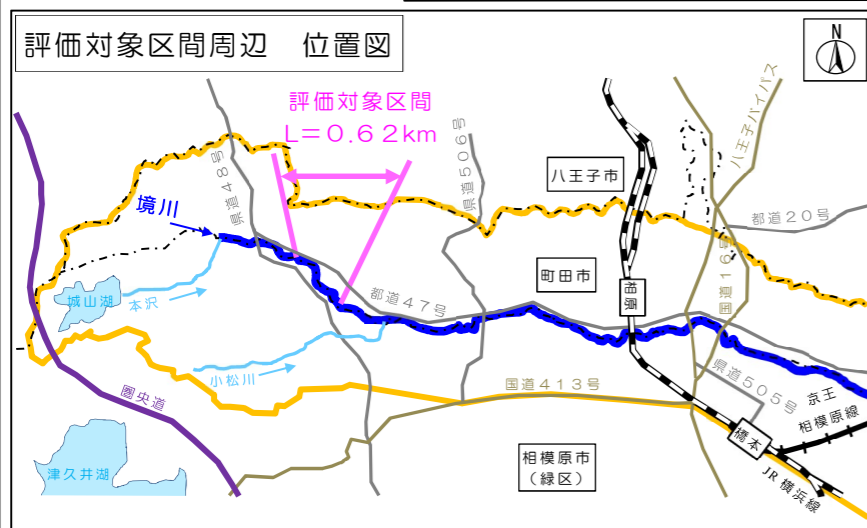 評価対象区間周辺　位置図
N
評価対象区間
L=0.62km
県道48号
県道506号
八王子バイパス
八王子市
境川
都道20号
町田市
国道16号
相原
城山湖
本沢
都道47号
小松川
国道413号
県道505号
圏央道
京王
相模原線
橋本
相模原市
（緑区）
津久井湖
JR横浜線